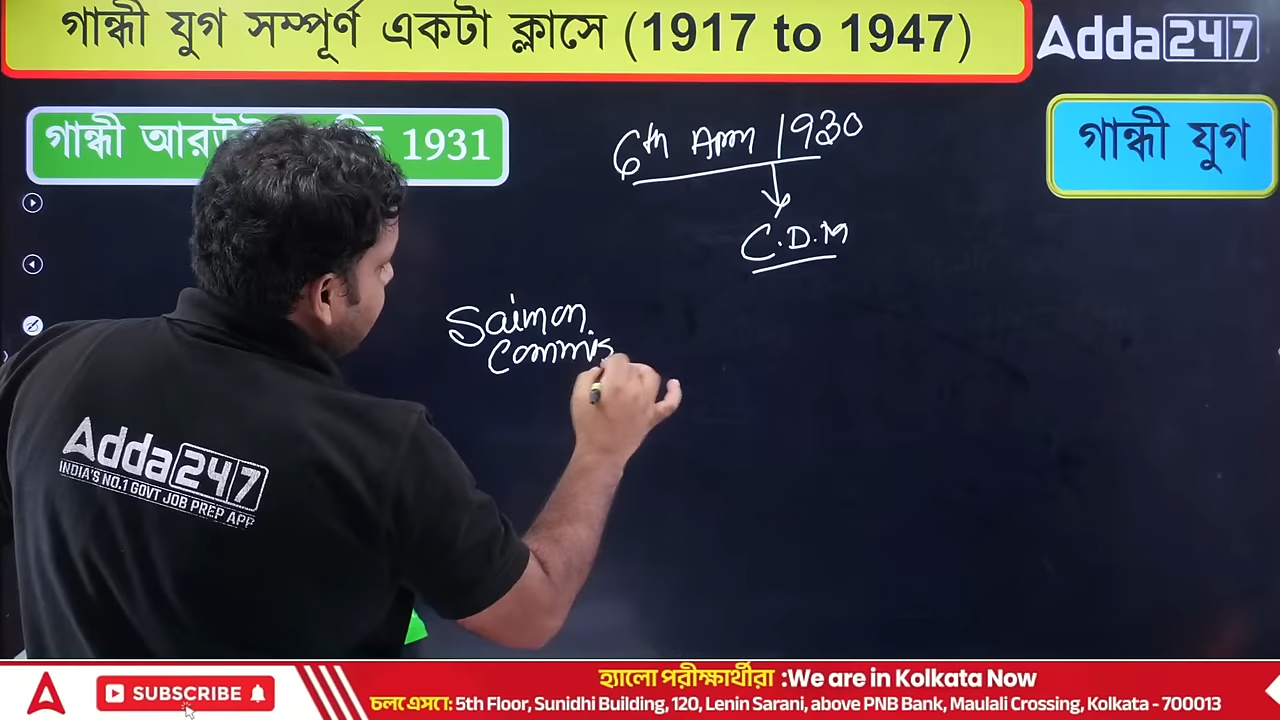 গান্ধী যুগ সম্পূর্ণ একটা ক্লাসে (1917 to 1947)
Adda247
গান্ধী 1931
গান্ধী যুগ
6th April 1930
C.D.M
Saimon
Commis
Adda247
INDIA'S NO.1 GOVT JOB PREP APP
SUBSCRIBE
হ্যালো পরীক্ষার্থীরা :We are in Kolkata Now
চলে এসো: 5th Floor, Sunidhi Building, 120, Lenin Sarani, above PNB Bank, Maulali Crossing, Kolkata - 700013